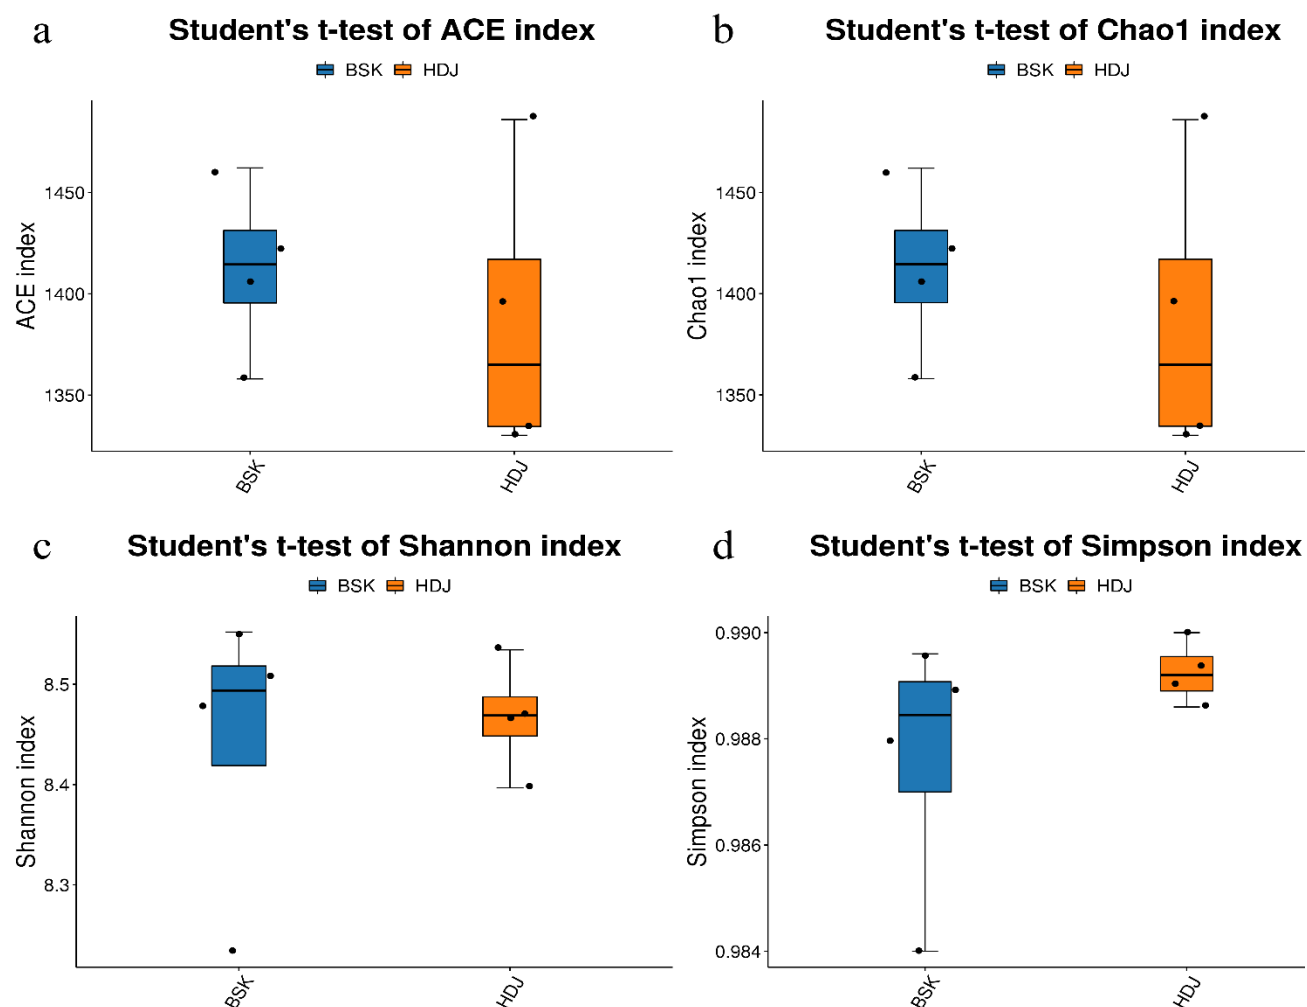 a Student's t-test of ACE index
BSK HDJ
ACE index
1450
1400
1350
BSK
HDJ
b Student's t-test of Chao1 index
BSK HDJ
Chao1 index
1450
1400
1350
BSK
HDJ
c Student's t-test of Shannon index
BSK HDJ
Shannon index
8.5
8.4
8.3
BSK
HDJ
d Student's t-test of Simpson index
BSK HDJ
Simpson index
0.990
0.988
0.986
0.984
BSK
HDJ